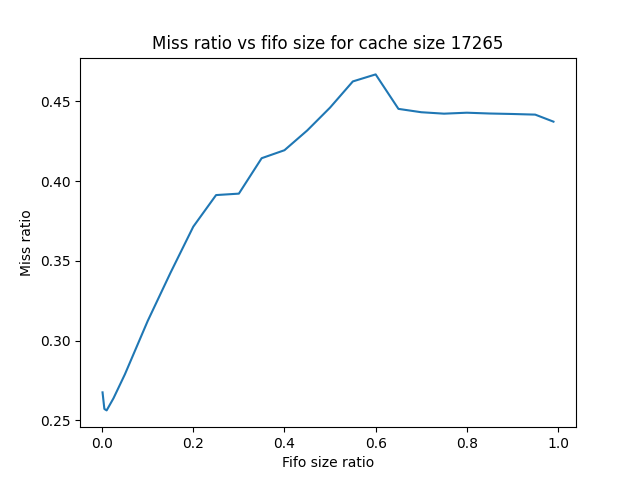 Miss ratio vs fifo size for cache size 17265
0.45
0.40
0.35
0.30
0.25
Miss ratio
0.0 0.2 0.4 0.6 0.8 1.0
Fifo size ratio